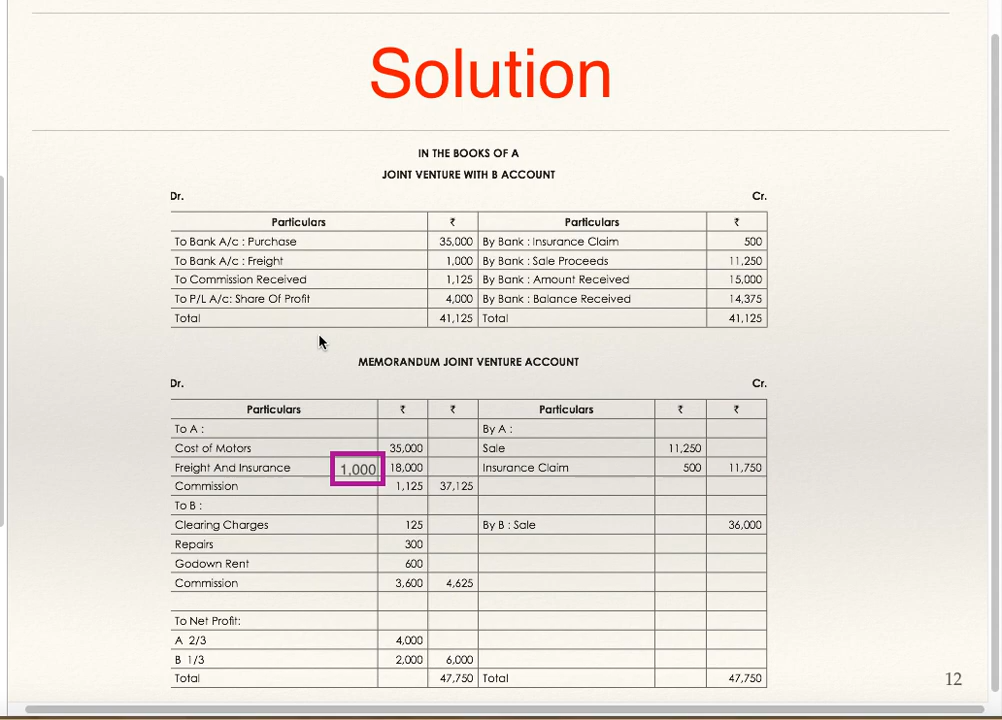 Solution
IN THE BOOKS OF A
JOINT VENTURE WITH B ACCOUNT
Dr. Cr.
Particulars ₹ Particulars ₹
To Bank A/c : Purchase 35,000 By Bank : Insurance Claim 500
To Bank A/c : Freight 1,000 By Bank : Sale Proceeds 11,250
To Commission Received 1,125 By Bank : Amount Received 15,000
To P/L A/c: Share Of Profit 4,000 By Bank : Balance Received 14,375
Total 41,125 Total 41,125
MEMORANDUM JOINT VENTURE ACCOUNT
Dr. Cr.
Particulars ₹ ₹ Particulars ₹ ₹
To A : By A :
Cost of Motors 35,000 Sale 11,250
Freight And Insurance 1,000 18,000 Insurance Claim 500 11,750
Commission 1,125 37,125
To B :
Clearing Charges 125 By B : Sale 36,000
Repairs 300
Godown Rent 600
Commission 3,600 4,625
To Net Profit:
A 2/3 4,000
B 1/3 2,000 6,000
Total 47,750 Total 47,750
12